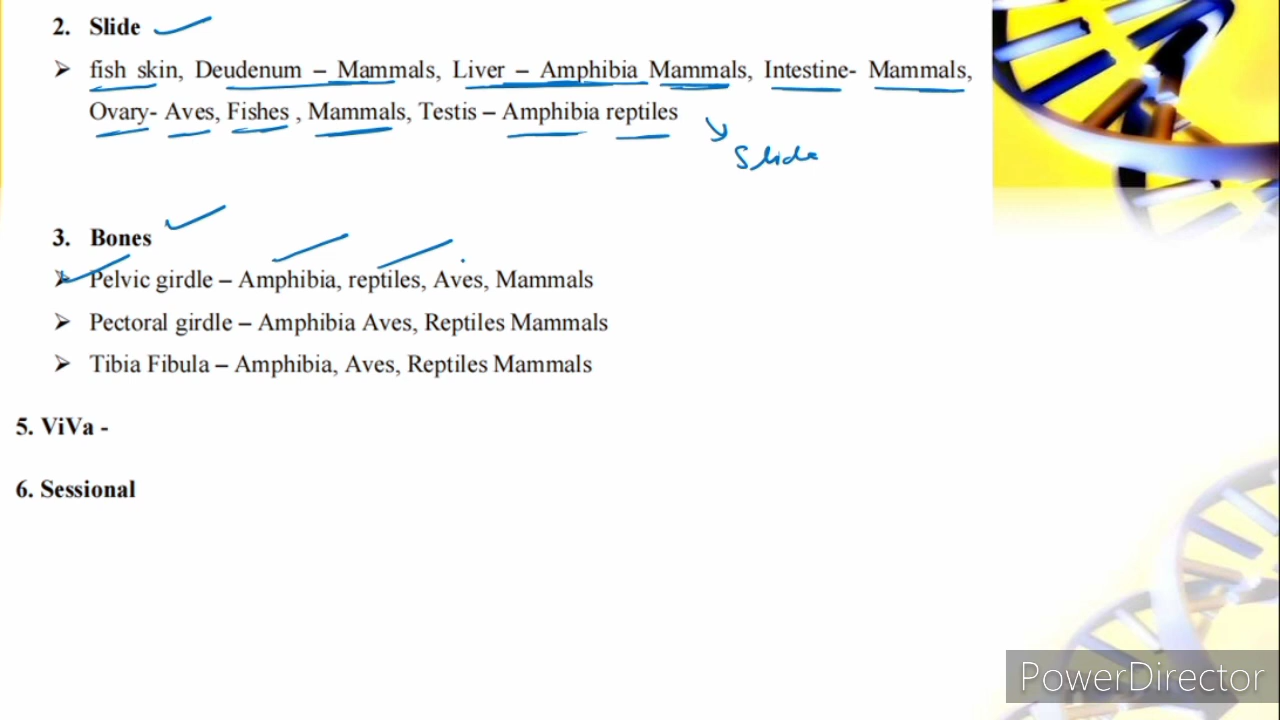 2. Slide
➢ fish skin, Deudenum – Mammals, Liver – Amphibia Mammals, Intestine- Mammals,
Ovary- Aves, Fishes , Mammals, Testis – Amphibia reptiles
Slide
3. Bones
➢ Pelvic girdle – Amphibia, reptiles, Aves, Mammals
➢ Pectoral girdle – Amphibia Aves, Reptiles Mammals
➢ Tibia Fibula – Amphibia, Aves, Reptiles Mammals
5. ViVa -
6. Sessional
PowerDirector